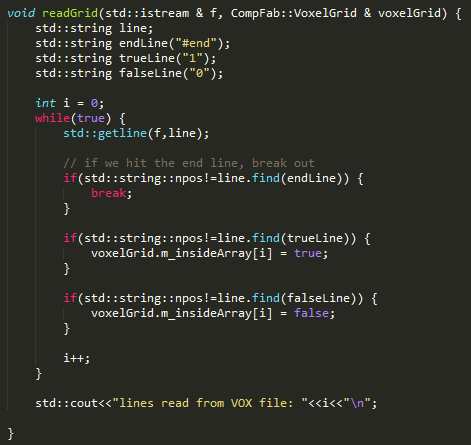 void readGrid(std::istream & f, CompFab::VoxelGrid & voxelGrid) {
    std::string line;
    std::string endLine("#end");
    std::string trueLine("1");
    std::string falseLine("0");

    int i = 0;
    while(true) {
        std::getline(f,line);

        // if we hit the end line, break out
        if(std::string::npos!=line.find(endLine)) {
            break;
        }

        if(std::string::npos!=line.find(trueLine)) {
            voxelGrid.m_insideArray[i] = true;
        }

        if(std::string::npos!=line.find(falseLine)) {
            voxelGrid.m_insideArray[i] = false;
        }

        i++;
    }

    std::cout<<"lines read from VOX file: "<<i<<"\n";

}